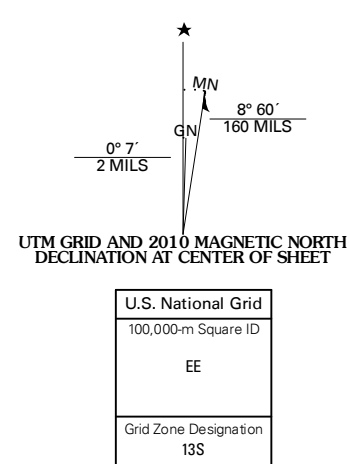 ★
MN
8° 60´
160 MILS
GN
0° 7´
2 MILS
UTM GRID AND 2010 MAGNETIC NORTH
DECLINATION AT CENTER OF SHEET
U.S. National Grid
100,000-m Square ID
EE
Grid Zone Designation
13S